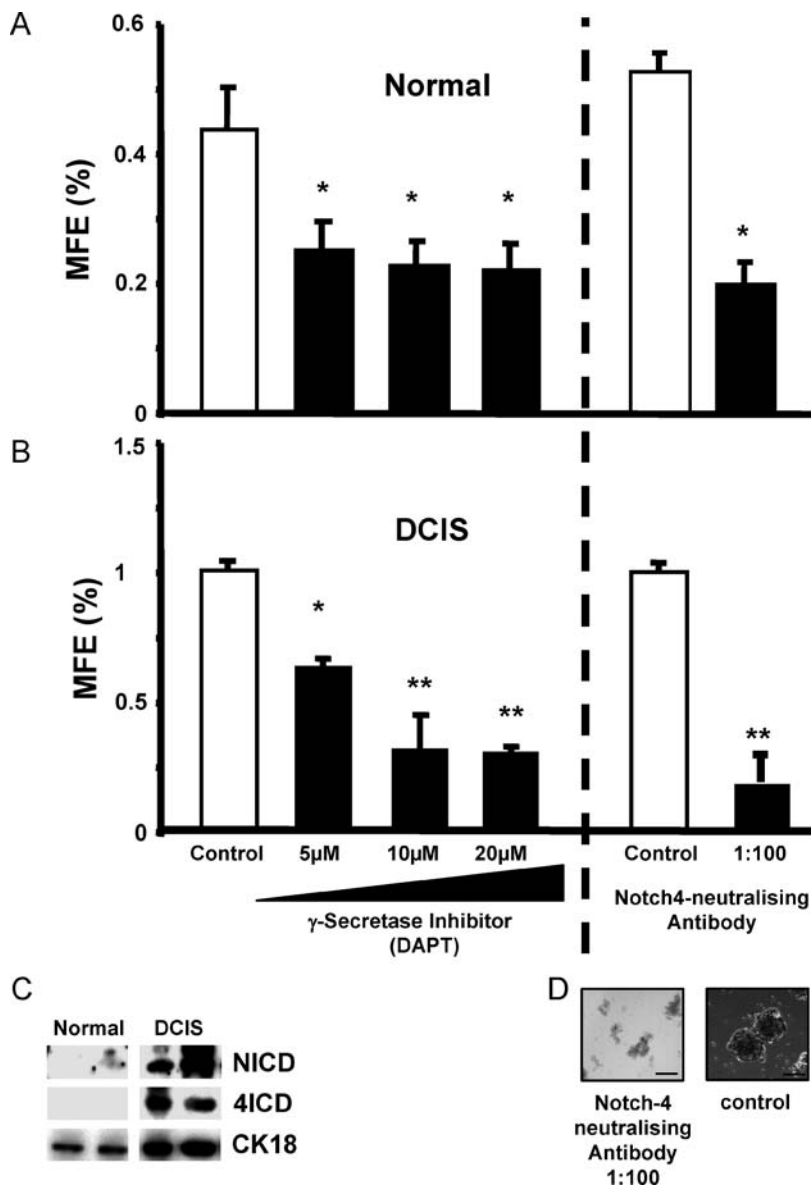 A
0.6
Normal
0.4
MFE (%)
* * * *
0.2
0
B
1.5
DCIS
1
MFE (%)
*
** ** **
0.5
0
Control 5µM 10µM 20µM Control 1:100
γ-Secretase Inhibitor
(DAPT)
Notch4-neutralising
Antibody
C
Normal DCIS
NICD
4ICD
CK18
D
Notch-4
neutralising
Antibody
1:100
control